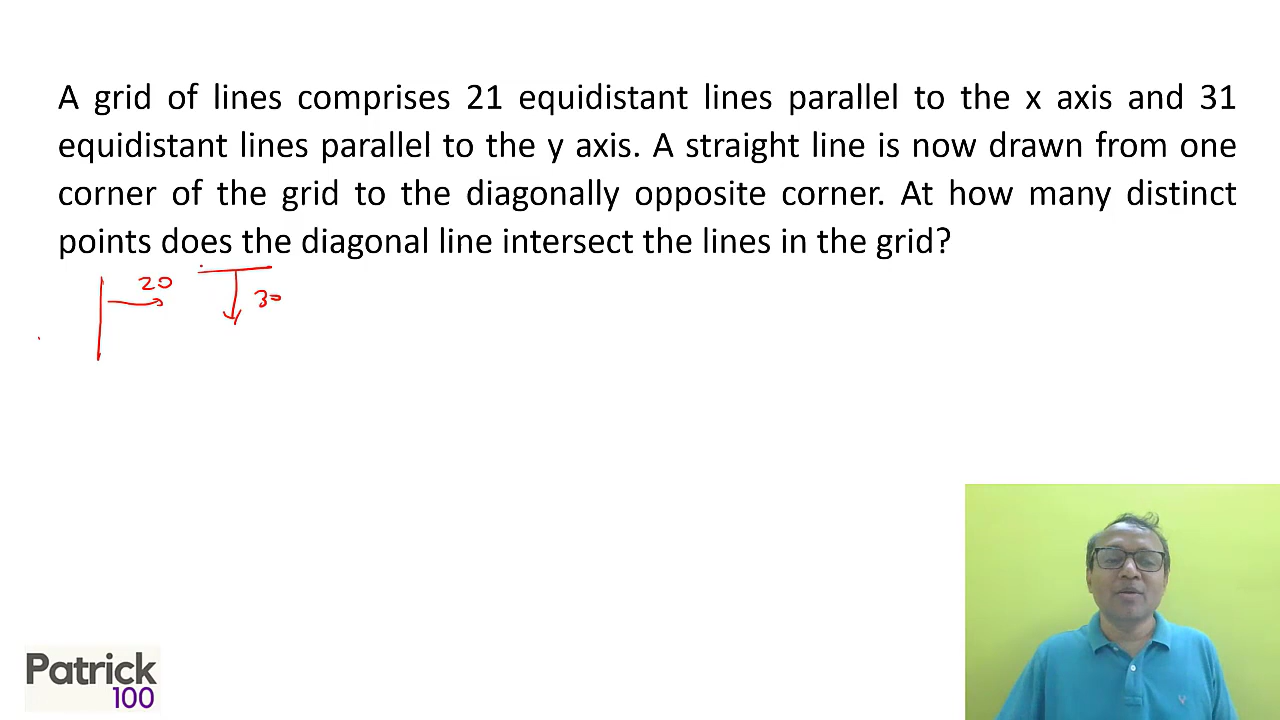 A grid of lines comprises 21 equidistant lines parallel to the x axis and 31
equidistant lines parallel to the y axis. A straight line is now drawn from one
corner of the grid to the diagonally opposite corner. At how many distinct
points does the diagonal line intersect the lines in the grid?
20
30
Patrick
100